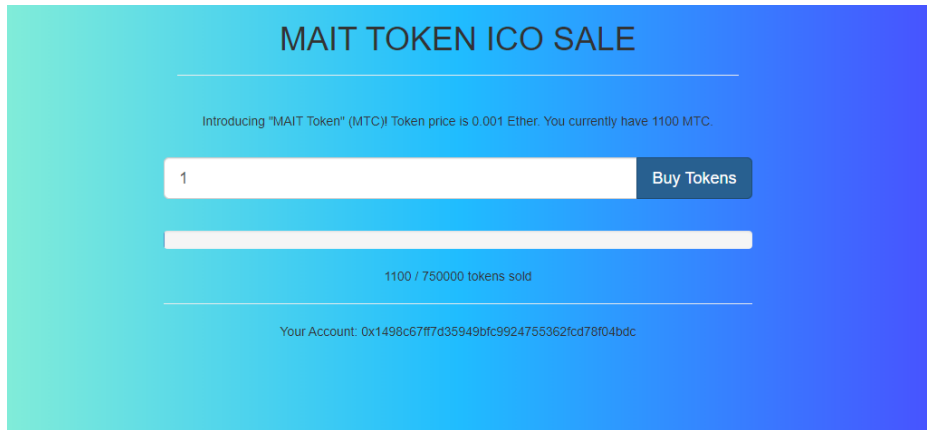 MAIT TOKEN ICO SALE
Introducing "MAIT Token" (MTC)! Token price is 0.001 Ether. You currently have 1100 MTC.
1
Buy Tokens
1100 / 750000 tokens sold
Your Account: 0x1498c67ff7d35949bfc9924755362fcd78f04bdc